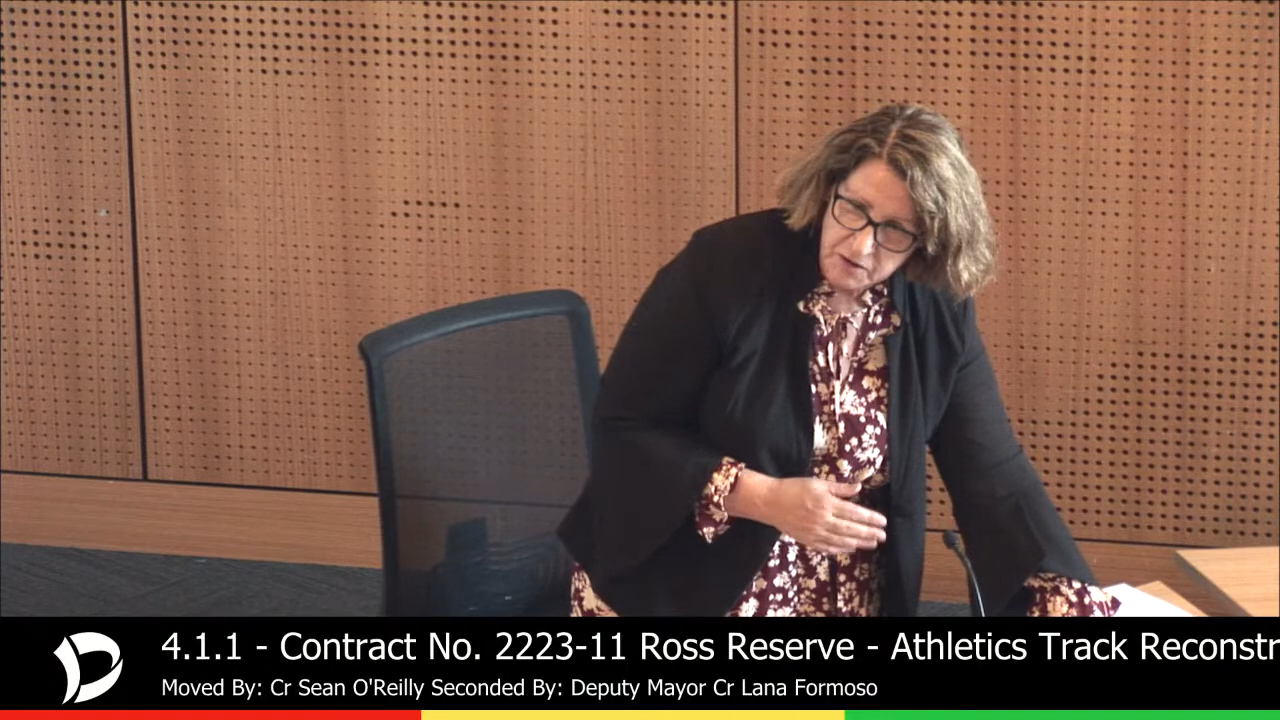 4.1.1 - Contract No. 2223-11 Ross Reserve - Athletics Track Reconstr
Moved By: Cr Sean O'Reilly Seconded By: Deputy Mayor Cr Lana Formoso